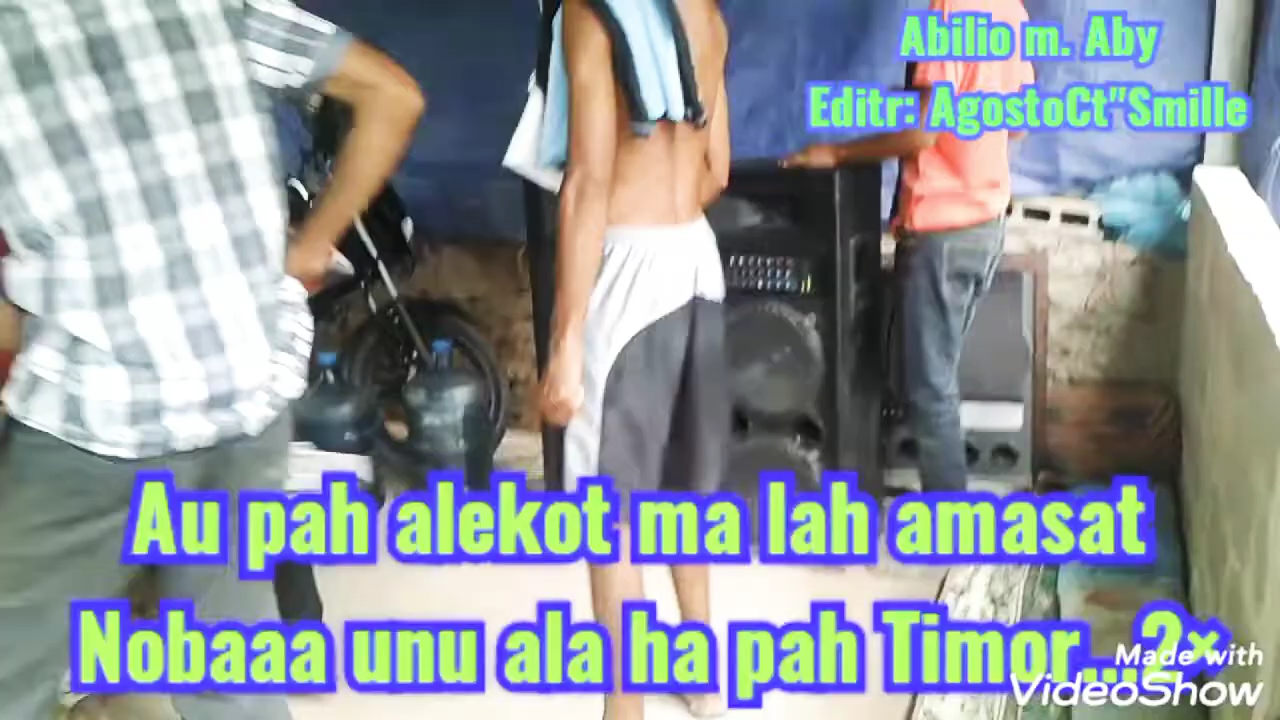 Abilio m. Aby
Editr: AgostoCt"Smille
Au pah alekot ma lah amasat
Nobaaa unu ala ha pah Timor...2×
Made with
VideoShow